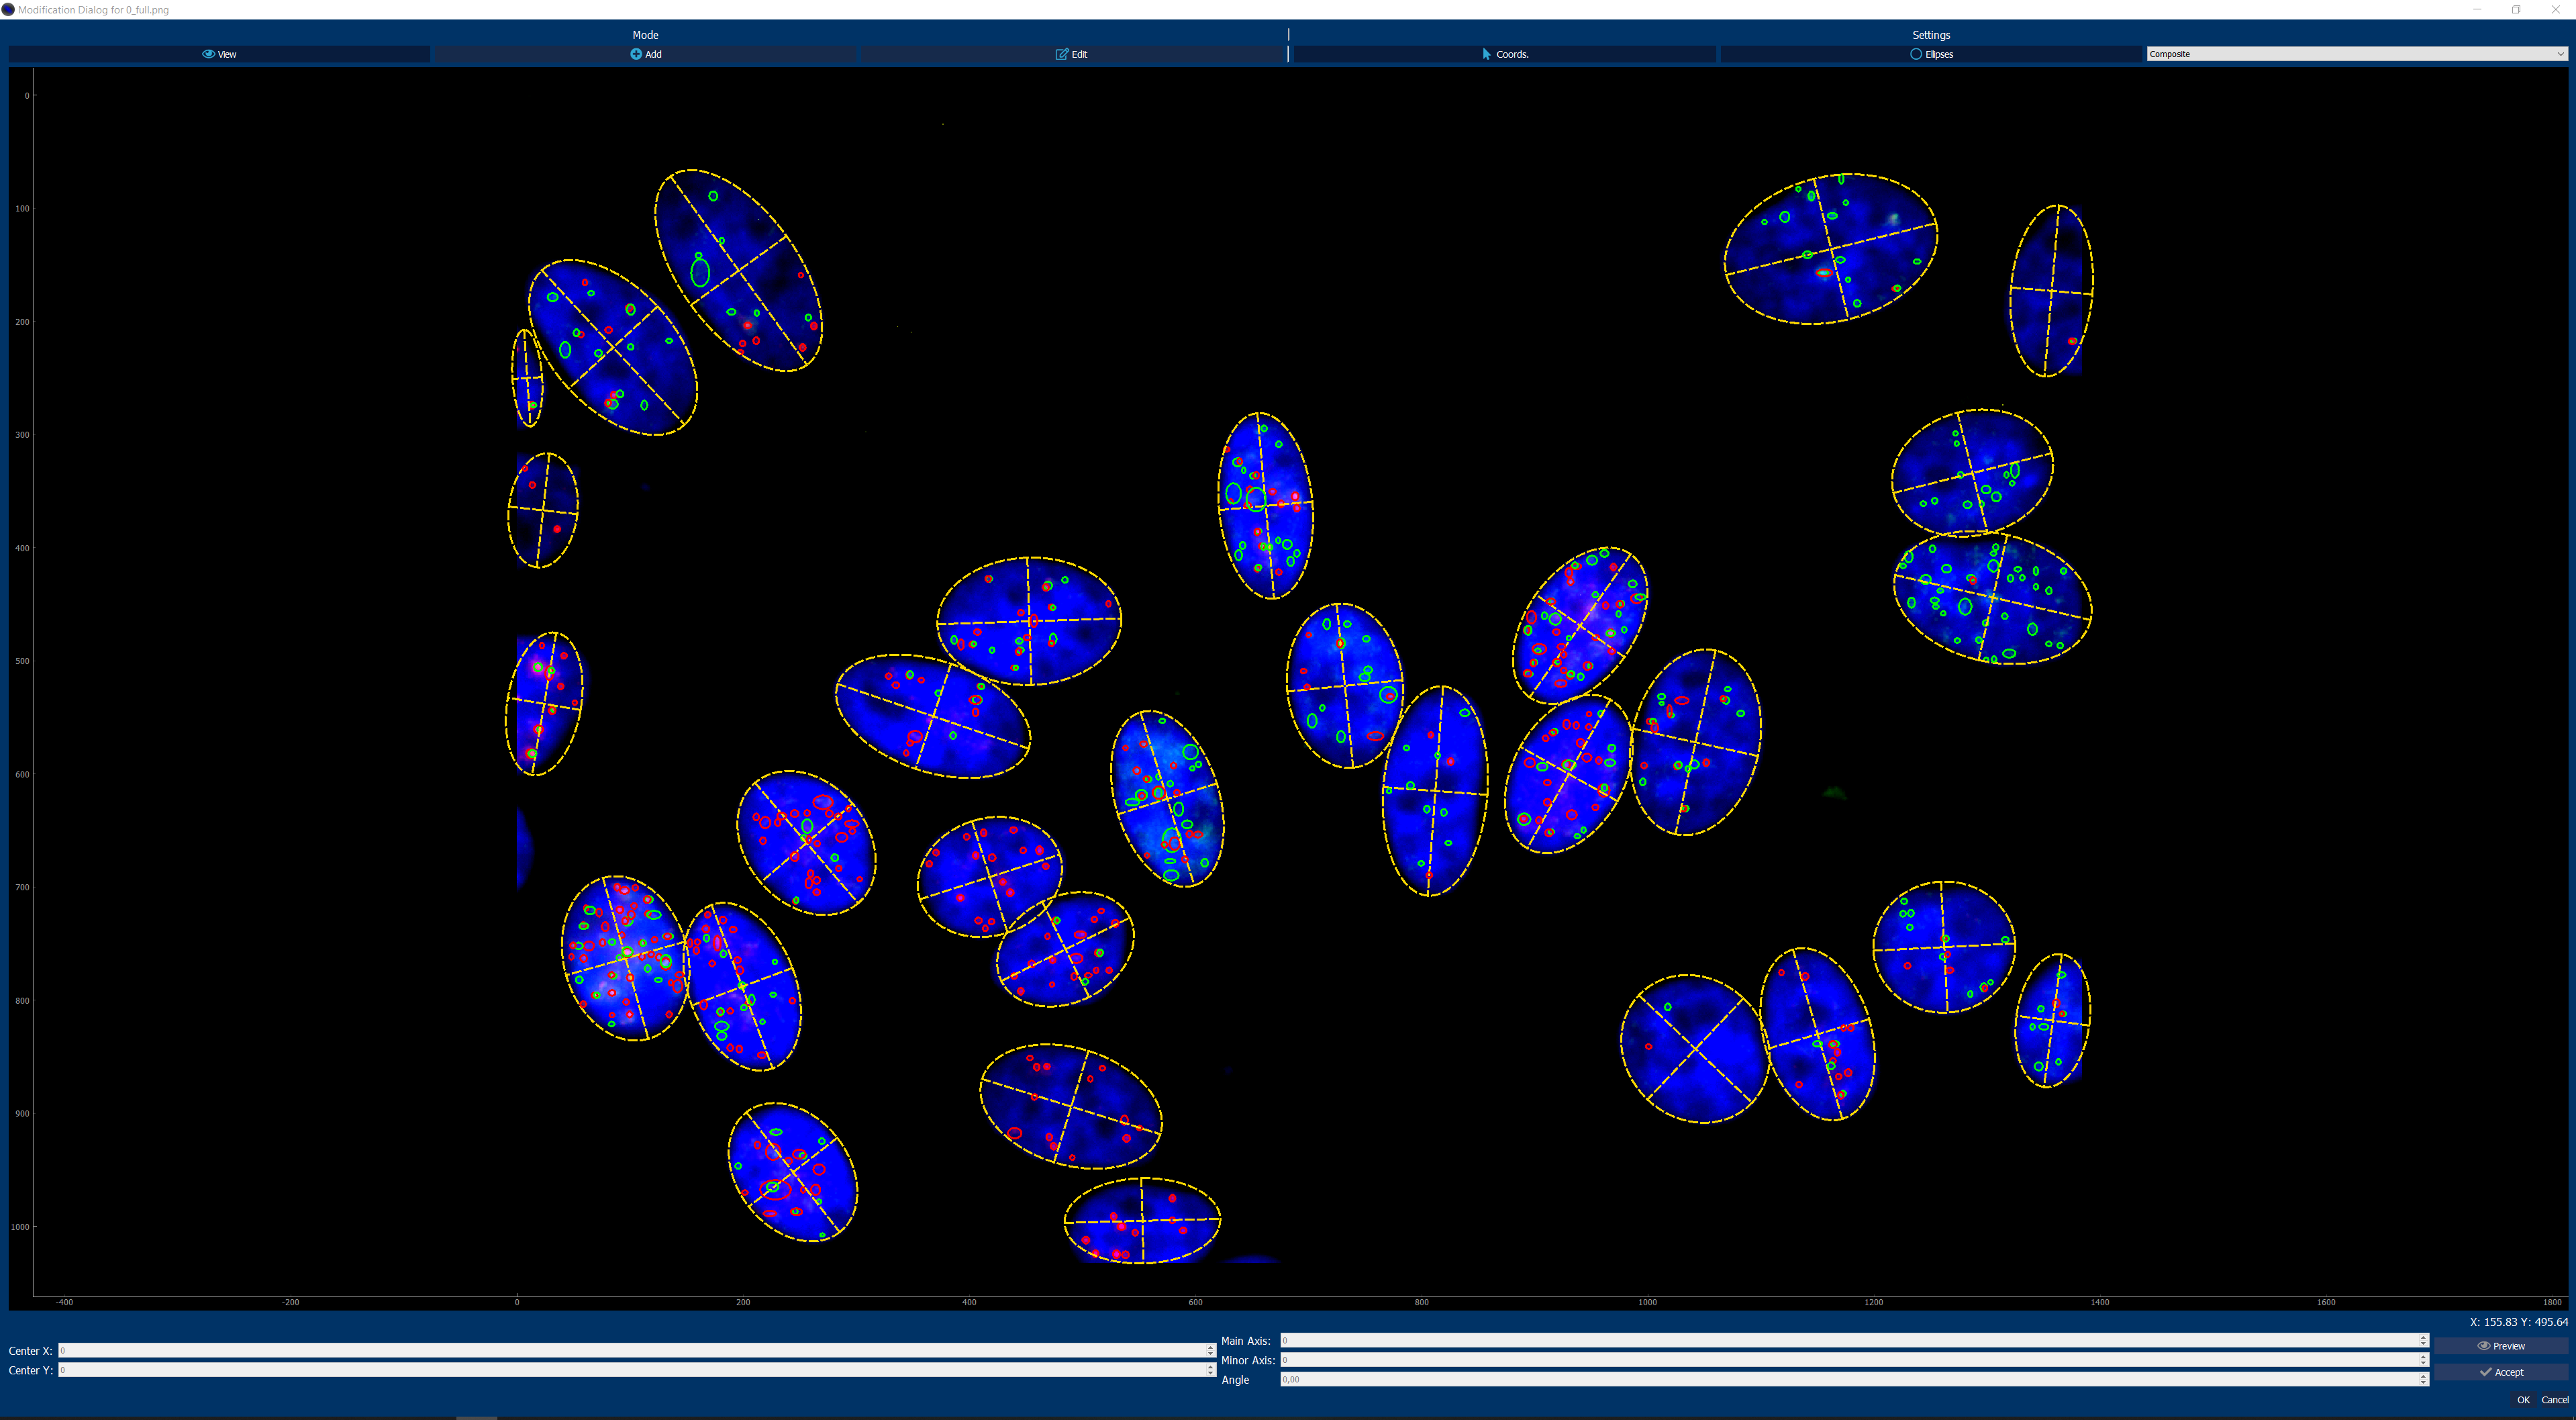 Modification Dialog for 0_full.png
Mode
Settings
View
Add
Edit
Coords.
Ellipses
Composite
0
100
200
300
400
500
600
700
800
900
1000
-400
-200
0
200
400
600
800
1000
1200
1400
1600
1800
X: 155.83 Y: 495.64
Center X: 0
Center Y: 0
Main Axis: 0
Minor Axis: 0
Angle 0,00
Preview
Accept
OK Cancel